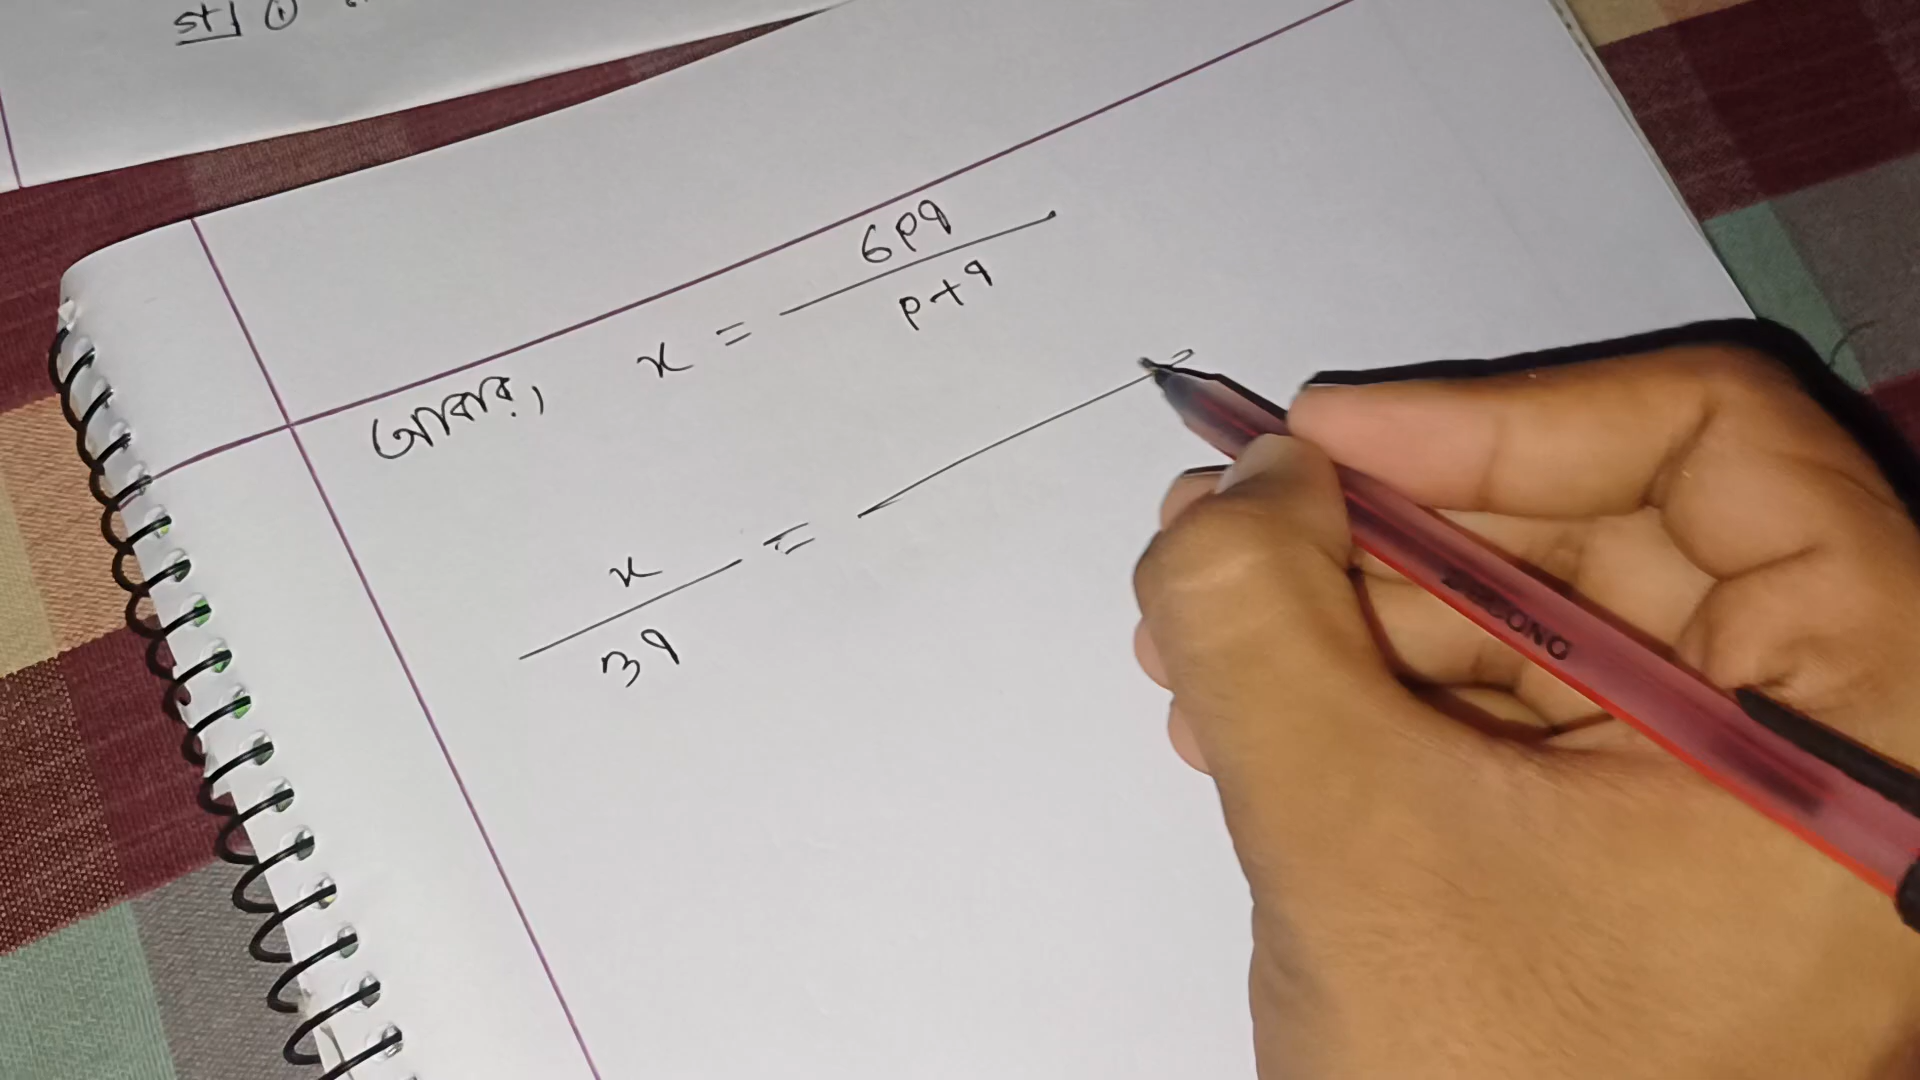 আবার, x = 6pq / p+q
x / 3q =